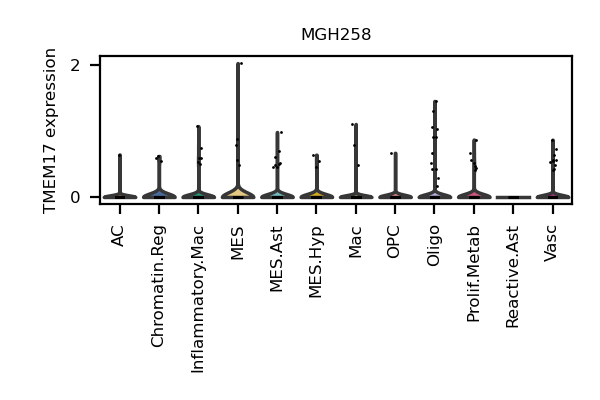 MGH258
TMEM17 expression
2
0
AC
Chromatin.Reg
Inflammatory.Mac
MES
MES.Ast
MES.Hyp
Mac
OPC
Oligo
Prolif.Metab
Reactive.Ast
Vasc